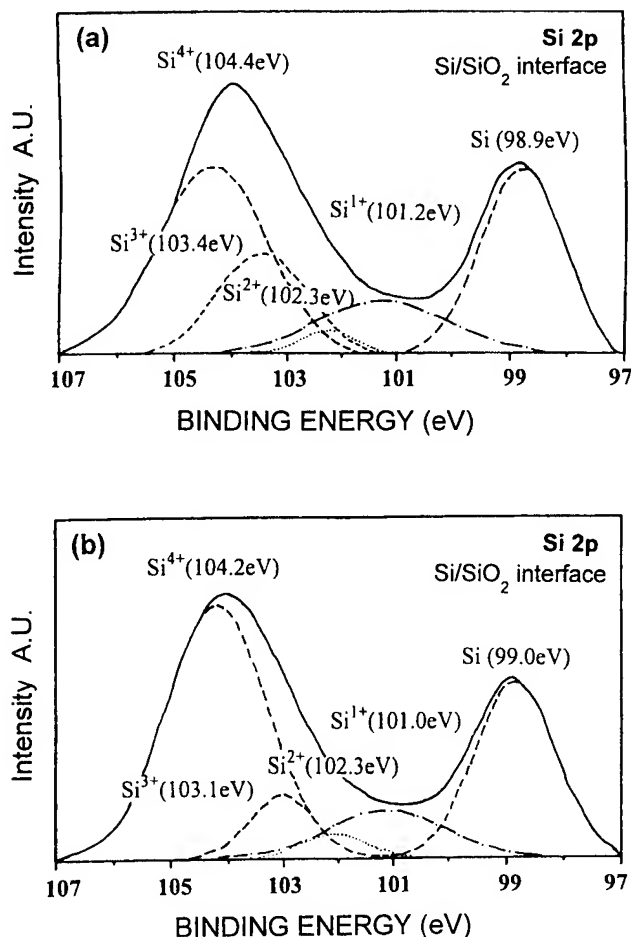 (a)
Si 2p
Si/SiO₂ interface
Si⁴⁺(104.4eV)
Si (98.9eV)
Si¹⁺(101.2eV)
Si³⁺(103.4eV)
Si²⁺(102.3eV)
Intensity A.U.
107 105 103 101 99 97
BINDING ENERGY (eV)
(b)
Si 2p
Si/SiO₂ interface
Si⁴⁺(104.2eV)
Si (99.0eV)
Si¹⁺(101.0eV)
Si²⁺(102.3eV)
Si³⁺(103.1eV)
Intensity A.U.
107 105 103 101 99 97
BINDING ENERGY (eV)